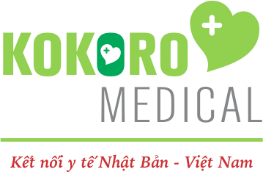 KOKORO
MEDICAL
Kết nối y tế Nhật Bản - Việt Nam